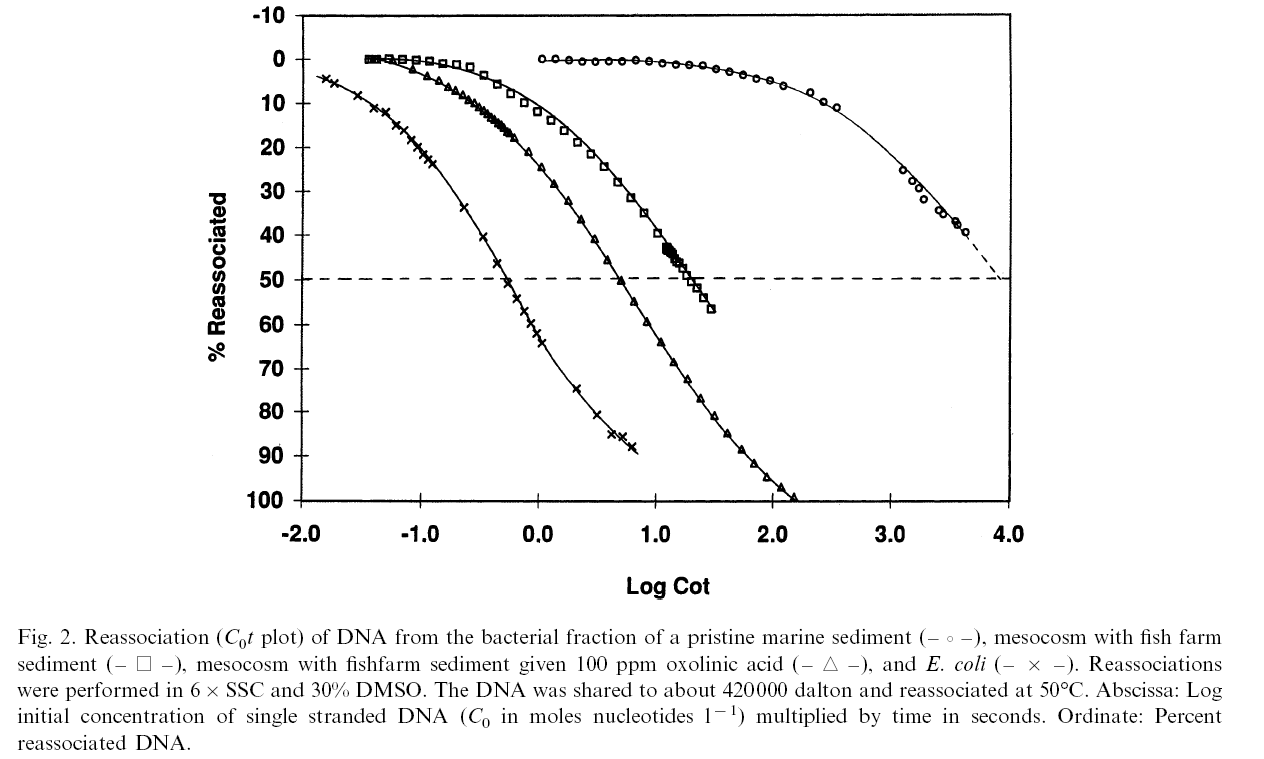 -10
0
10
20
30
40
50
60
70
80
90
100
% Reassociated
-2.0 -1.0 0.0 1.0 2.0 3.0 4.0
Log Cot
Fig. 2. Reassociation (C₀t plot) of DNA from the bacterial fraction of a pristine marine sediment (– ○ –), mesocosm with fish farm
sediment (– □ –), mesocosm with fishfarm sediment given 100 ppm oxolinic acid (– △ –), and E. coli (– × –). Reassociations
were performed in 6 × SSC and 30% DMSO. The DNA was shared to about 420000 dalton and reassociated at 50°C. Abscissa: Log
initial concentration of single stranded DNA (C₀ in moles nucleotides l⁻¹) multiplied by time in seconds. Ordinate: Percent
reassociated DNA.